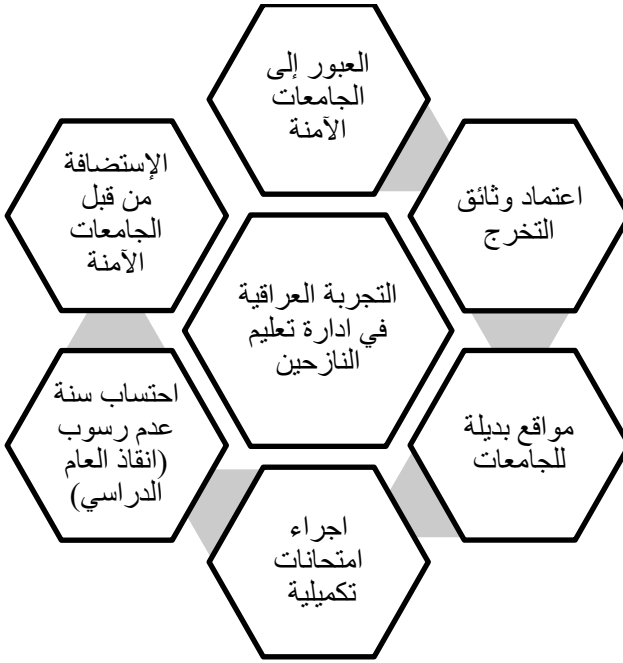 العبور إلى
الجامعات
الآمنة
اعتماد وثائق
التخرج
مواقع بديلة
للجامعات
اجراء
امتحانات
تكميلية
احتساب سنة
عدم رسوب
(انقاذ العام
الدراسي)
الإستضافة
من قبل
الجامعات
الآمنة
التجربة العراقية
في ادارة تعليم
النازحين